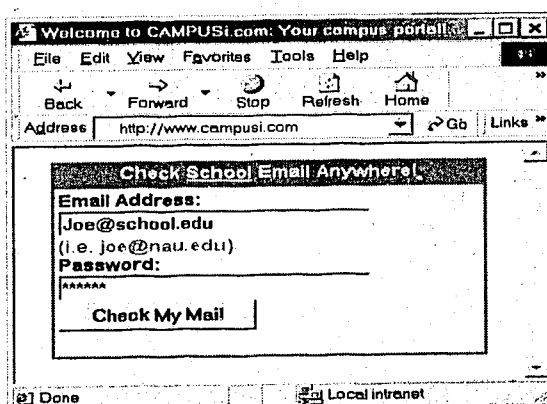 Welcome to CAMPUSi.com: Your campus portal!
File Edit View Favorites Tools Help
Back Forward Stop Refresh Home
Address http://www.campusi.com Go Links »
Check School Email Anywhere!
Email Address:
Joe@school.edu
(i.e. joe@nau.edu)
Password:
******
Check My Mail
Done Local intranet